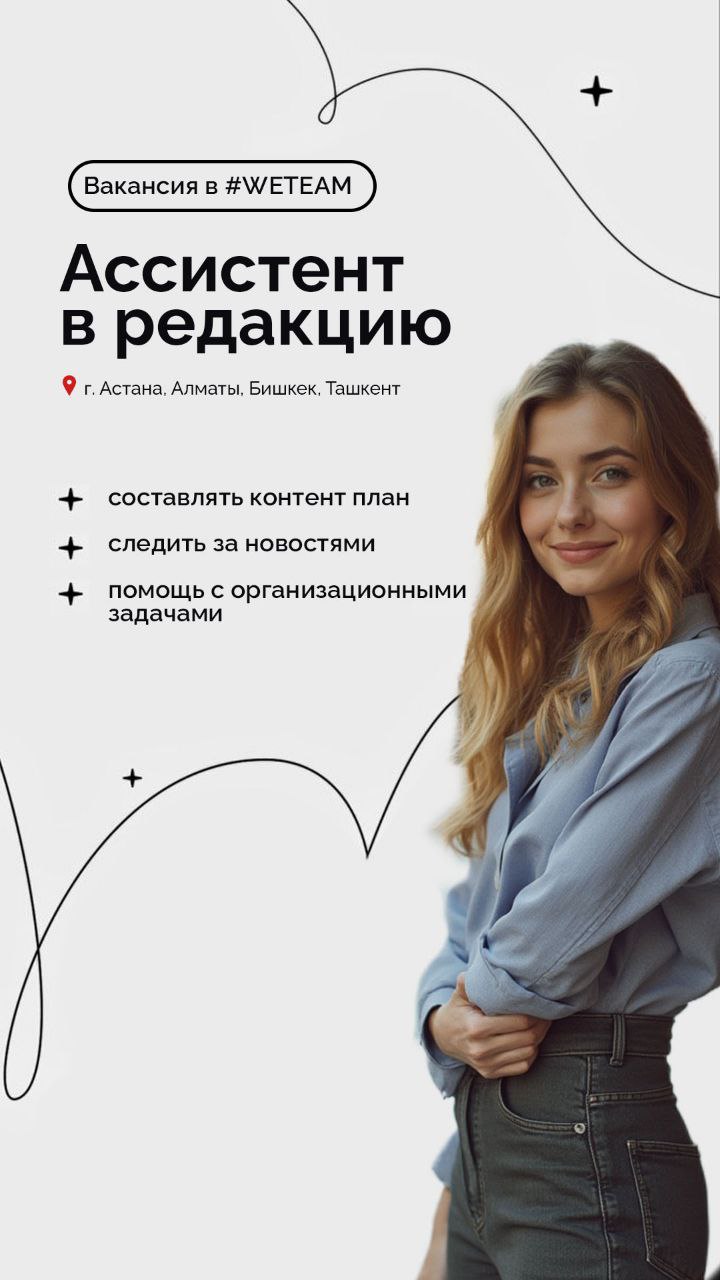 Вакансия в #WETEAM
Ассистент
в редакцию
г. Астана, Алматы, Бишкек, Ташкент
составлять контент план
следить за новостями
помощь с организационными
задачами